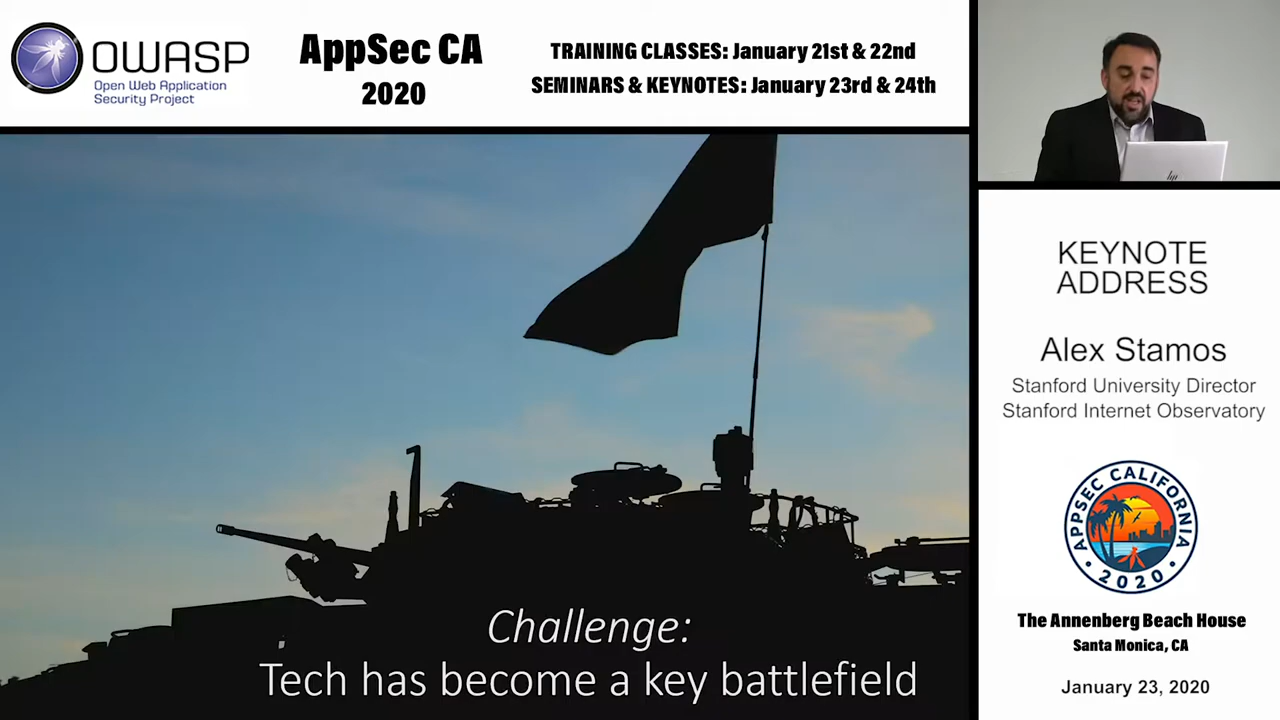 OWASP
Open Web Application
Security Project
AppSec CA
2020
TRAINING CLASSES: January 21st & 22nd
SEMINARS & KEYNOTES: January 23rd & 24th
hp
KEYNOTE
ADDRESS
Alex Stamos
Stanford University Director
Stanford Internet Observatory
APPSEC CALIFORNIA
• 2020 •
The Annenberg Beach House
Santa Monica, CA
January 23, 2020
Challenge:
Tech has become a key battlefield